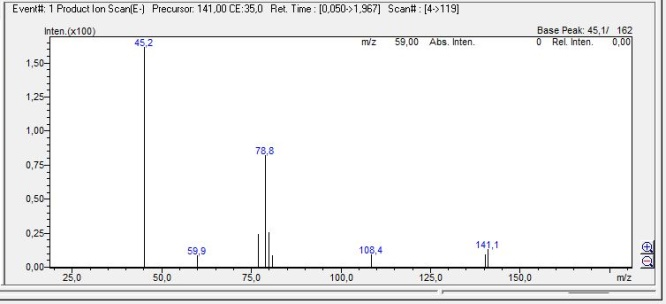 Event#: 1 Product Ion Scan(E-) Precursor: 141,00 CE:35,0 Ret. Time : [0,050->1,967] Scan# : [4->119]
Inten.(x100)
Base Peak: 45,1/ 162
45,2
m/z 59,00 Abs. Inten. 0 Rel. Inten. 0,00
1,50
1,25
1,00
0,75
78,8
0,50
0,25
59,9
108,4
141,1
0,00
25,0 50,0 75,0 100,0 125,0 150,0 m/z